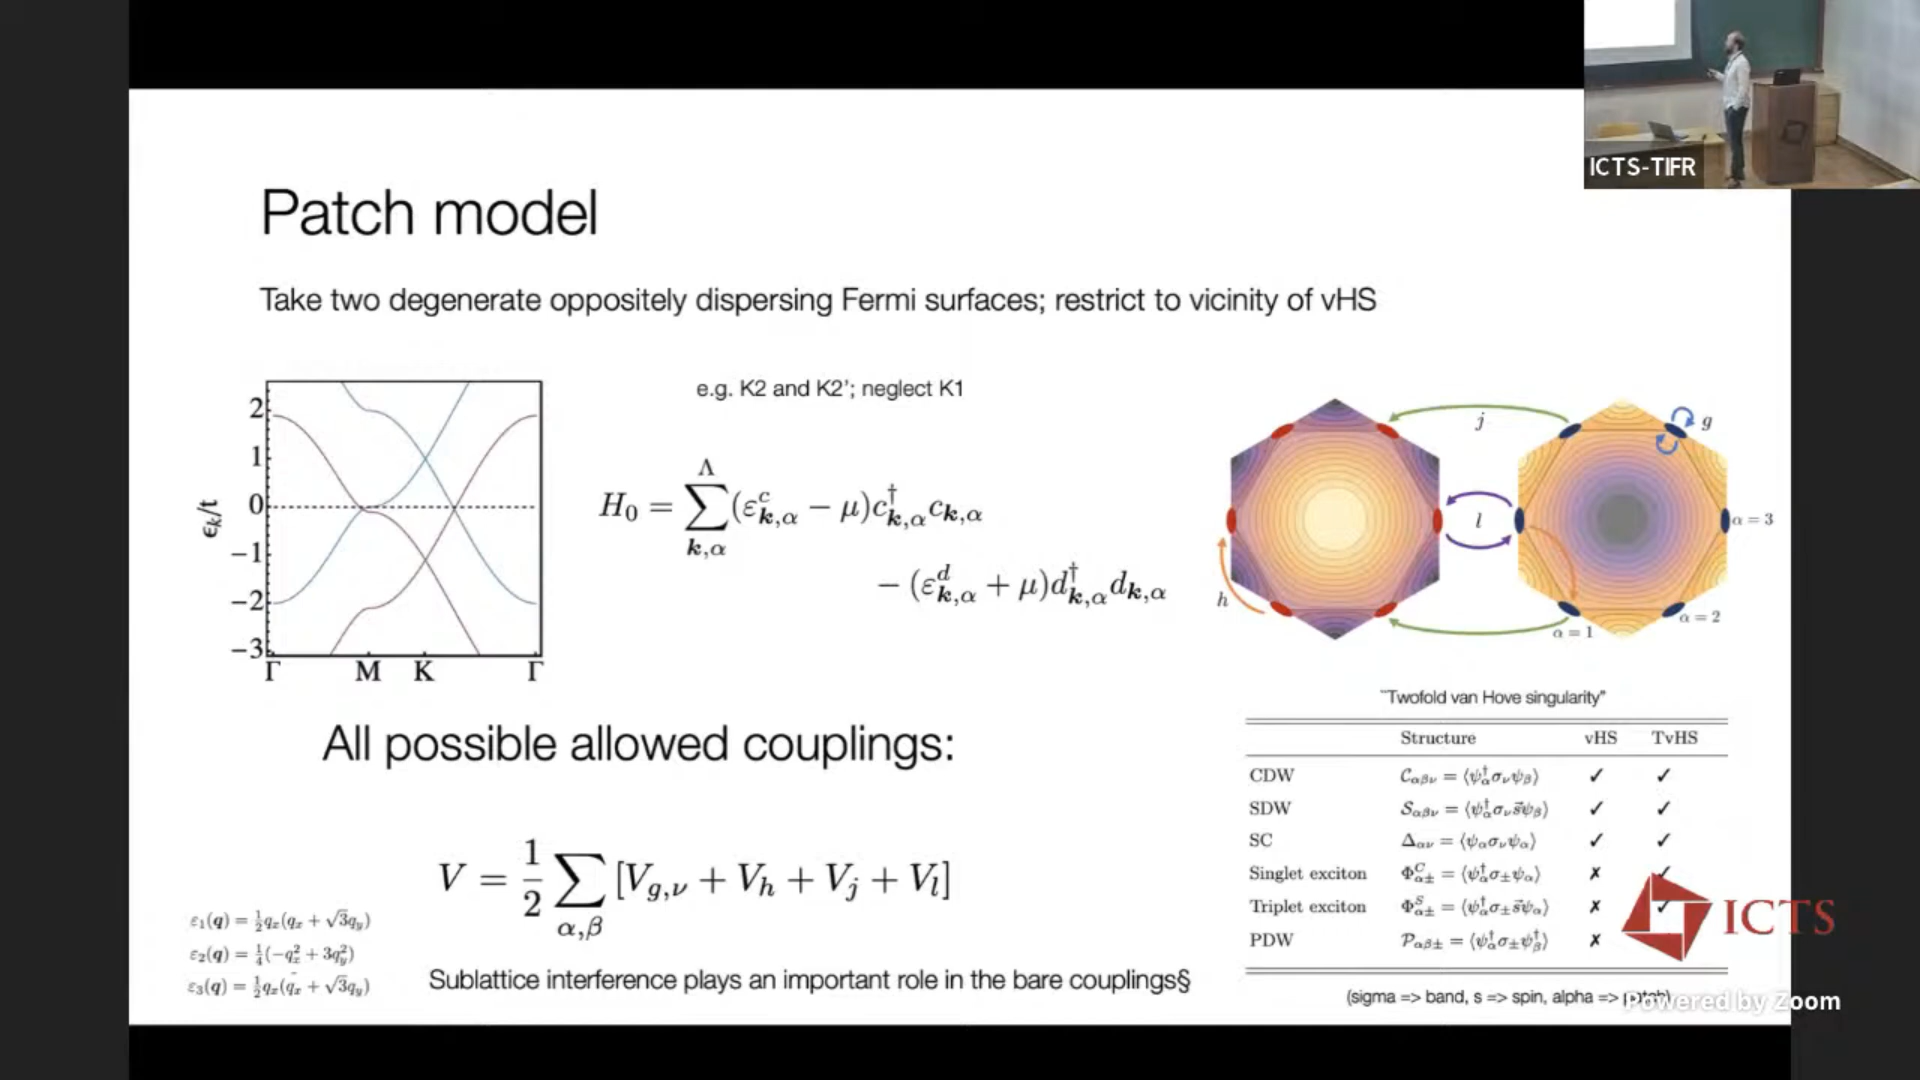 ICTS-TIFR
Patch model
Take two degenerate oppositely dispersing Fermi surfaces; restrict to vicinity of vHS
e.g. K2 and K2'; neglect K1
ε_k/t
2
1
0
−1
−2
−3
Γ M K Γ
H₀ = ∑_{k,α}^{Λ} (ε^c_{k,α} − μ)c†_{k,α}c_{k,α}
− (ε^d_{k,α} + μ)d†_{k,α}d_{k,α}
j
g
l
h
α = 3
α = 2
α = 1
All possible allowed couplings:
V = 1/2 ∑_{α,β} [V_{g,ν} + V_h + V_j + V_l]
ε₁(q) = ½q_x(q_x + √3q_y)
ε₂(q) = ¼(−q_x² + 3q_y²)
ε₃(q) = ½q_x(q_x + √3q_y)
Sublattice interference plays an important role in the bare couplings§
"Twofold van Hove singularity"
Structure vHS TvHS
CDW C_{αβν} = ⟨ψ†_α σ_ν ψ_β⟩ ✓ ✓
SDW S_{αβν} = ⟨ψ†_α σ_ν s⃗ ψ_β⟩ ✓ ✓
SC Δ_{αν} = ⟨ψ_α σ_ν ψ_α⟩ ✓ ✓
Singlet exciton Φ^C_{α±} = ⟨ψ†_α σ_± ψ_α⟩ ✗ ✓
Triplet exciton Φ^S_{α±} = ⟨ψ†_α σ_± s⃗ ψ_α⟩ ✗ ✓
PDW P_{αβ±} = ⟨ψ†_α σ_± ψ†_β⟩ ✗
(sigma => band, s => spin, alpha => patch)
ICTS
Powered by Zoom